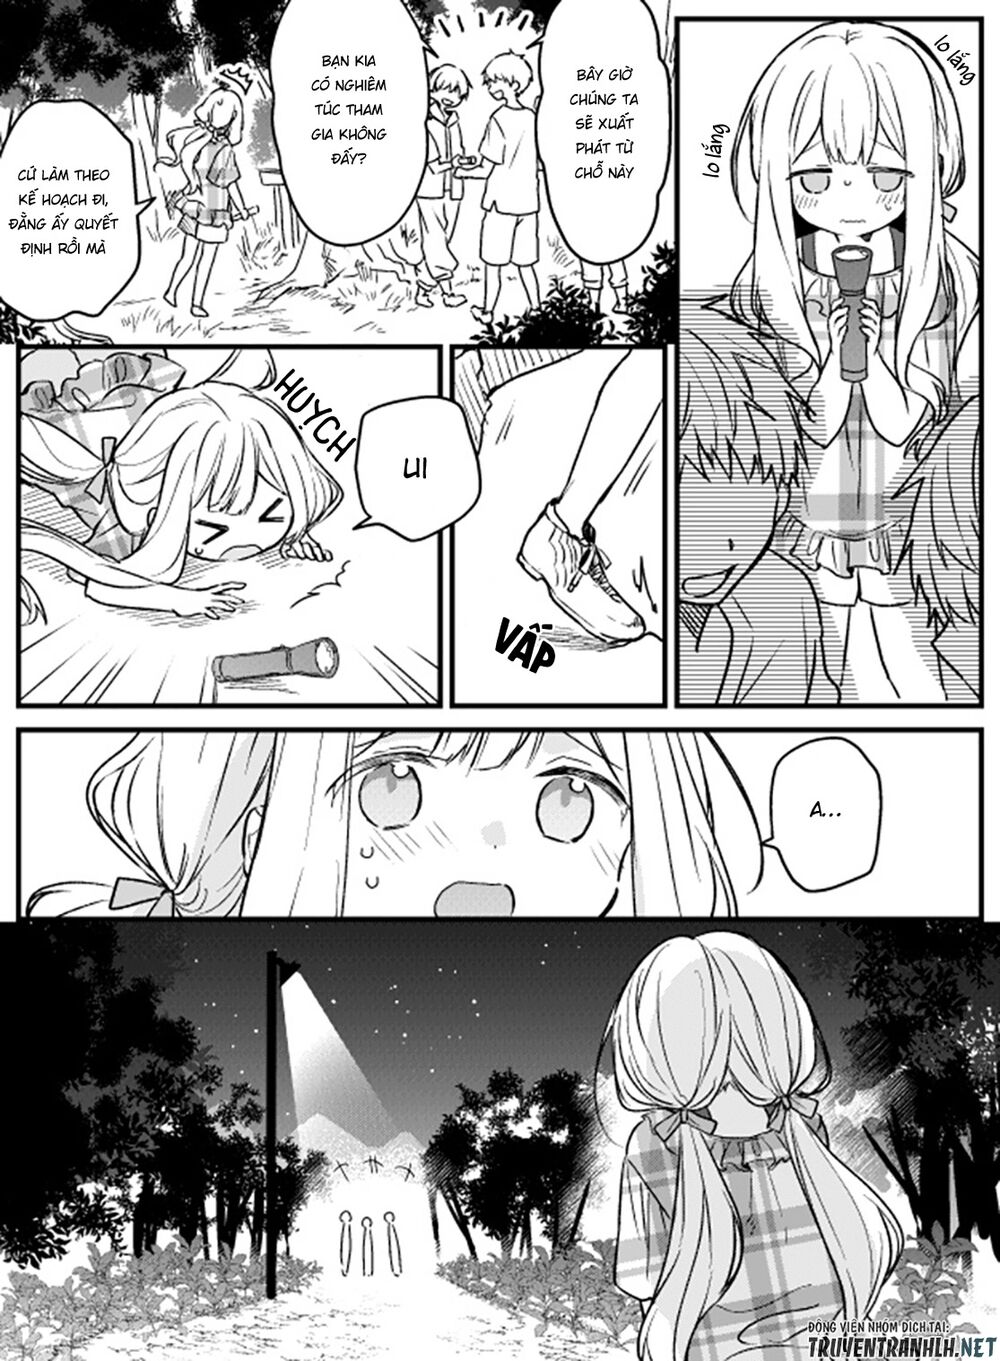 lo lắng
lo lắng
BÂY GIỜ
CHÚNG TA
SẼ XUẤT
PHÁT TỪ
CHỖ NÀY
BẠN KIA
CÓ NGHIÊM
TÚC THAM
GIA KHÔNG
ĐẤY?
CỨ LÀM THEO
KẾ HOẠCH ĐI,
ĐẰNG ẤY QUYẾT
ĐỊNH RỒI MÀ
VẤP
HUỴCH
UI
A...
ĐỘNG VIÊN NHÓM DỊCH TẠI:
TRUYENTRANHLH.NET